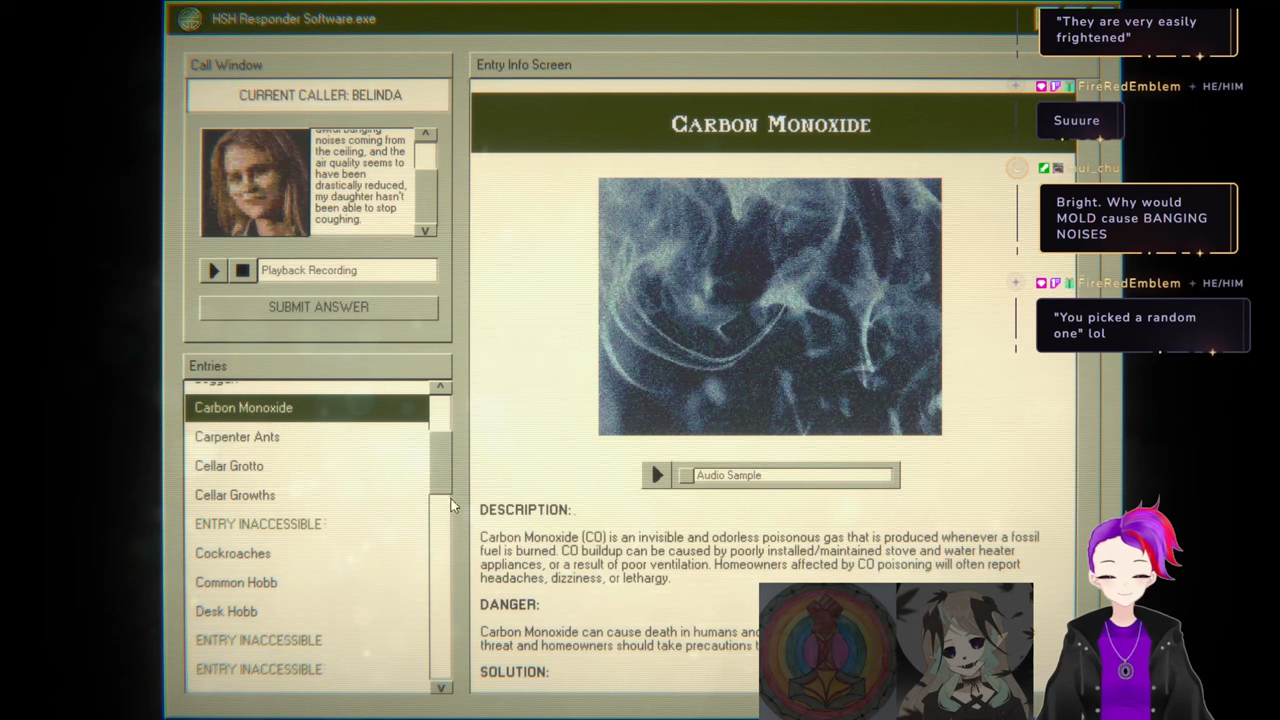 HSH Responder Software.exe
Call Window
CURRENT CALLER: BELINDA
awful banging
noises coming from
the ceiling, and the
air quality seems to
have been
drastically reduced,
my daughter hasn't
been able to stop
coughing.
Playback Recording
SUBMIT ANSWER
Entries
Carbon Monoxide
Carpenter Ants
Cellar Grotto
Cellar Growths
ENTRY INACCESSIBLE
Cockroaches
Common Hobb
Desk Hobb
ENTRY INACCESSIBLE
ENTRY INACCESSIBLE
Entry Info Screen
CARBON MONOXIDE
Audio Sample
DESCRIPTION:
Carbon Monoxide (CO) is an invisible and odorless poisonous gas that is produced whenever a fossil
fuel is burned. CO buildup can be caused by poorly installed/maintained stove and water heater
appliances, or a result of poor ventilation. Homeowners affected by CO poisoning will often report
headaches, dizziness, or lethargy.
DANGER:
Carbon Monoxide can cause death in humans and
threat and homeowners should take precautions
SOLUTION:
"They are very easily
frightened"
FireRedEmblem + HE/HIM
Suuure
Bright. Why would
MOLD cause BANGING
NOISES
FireRedEmblem + HE/HIM
"You picked a random
one" lol